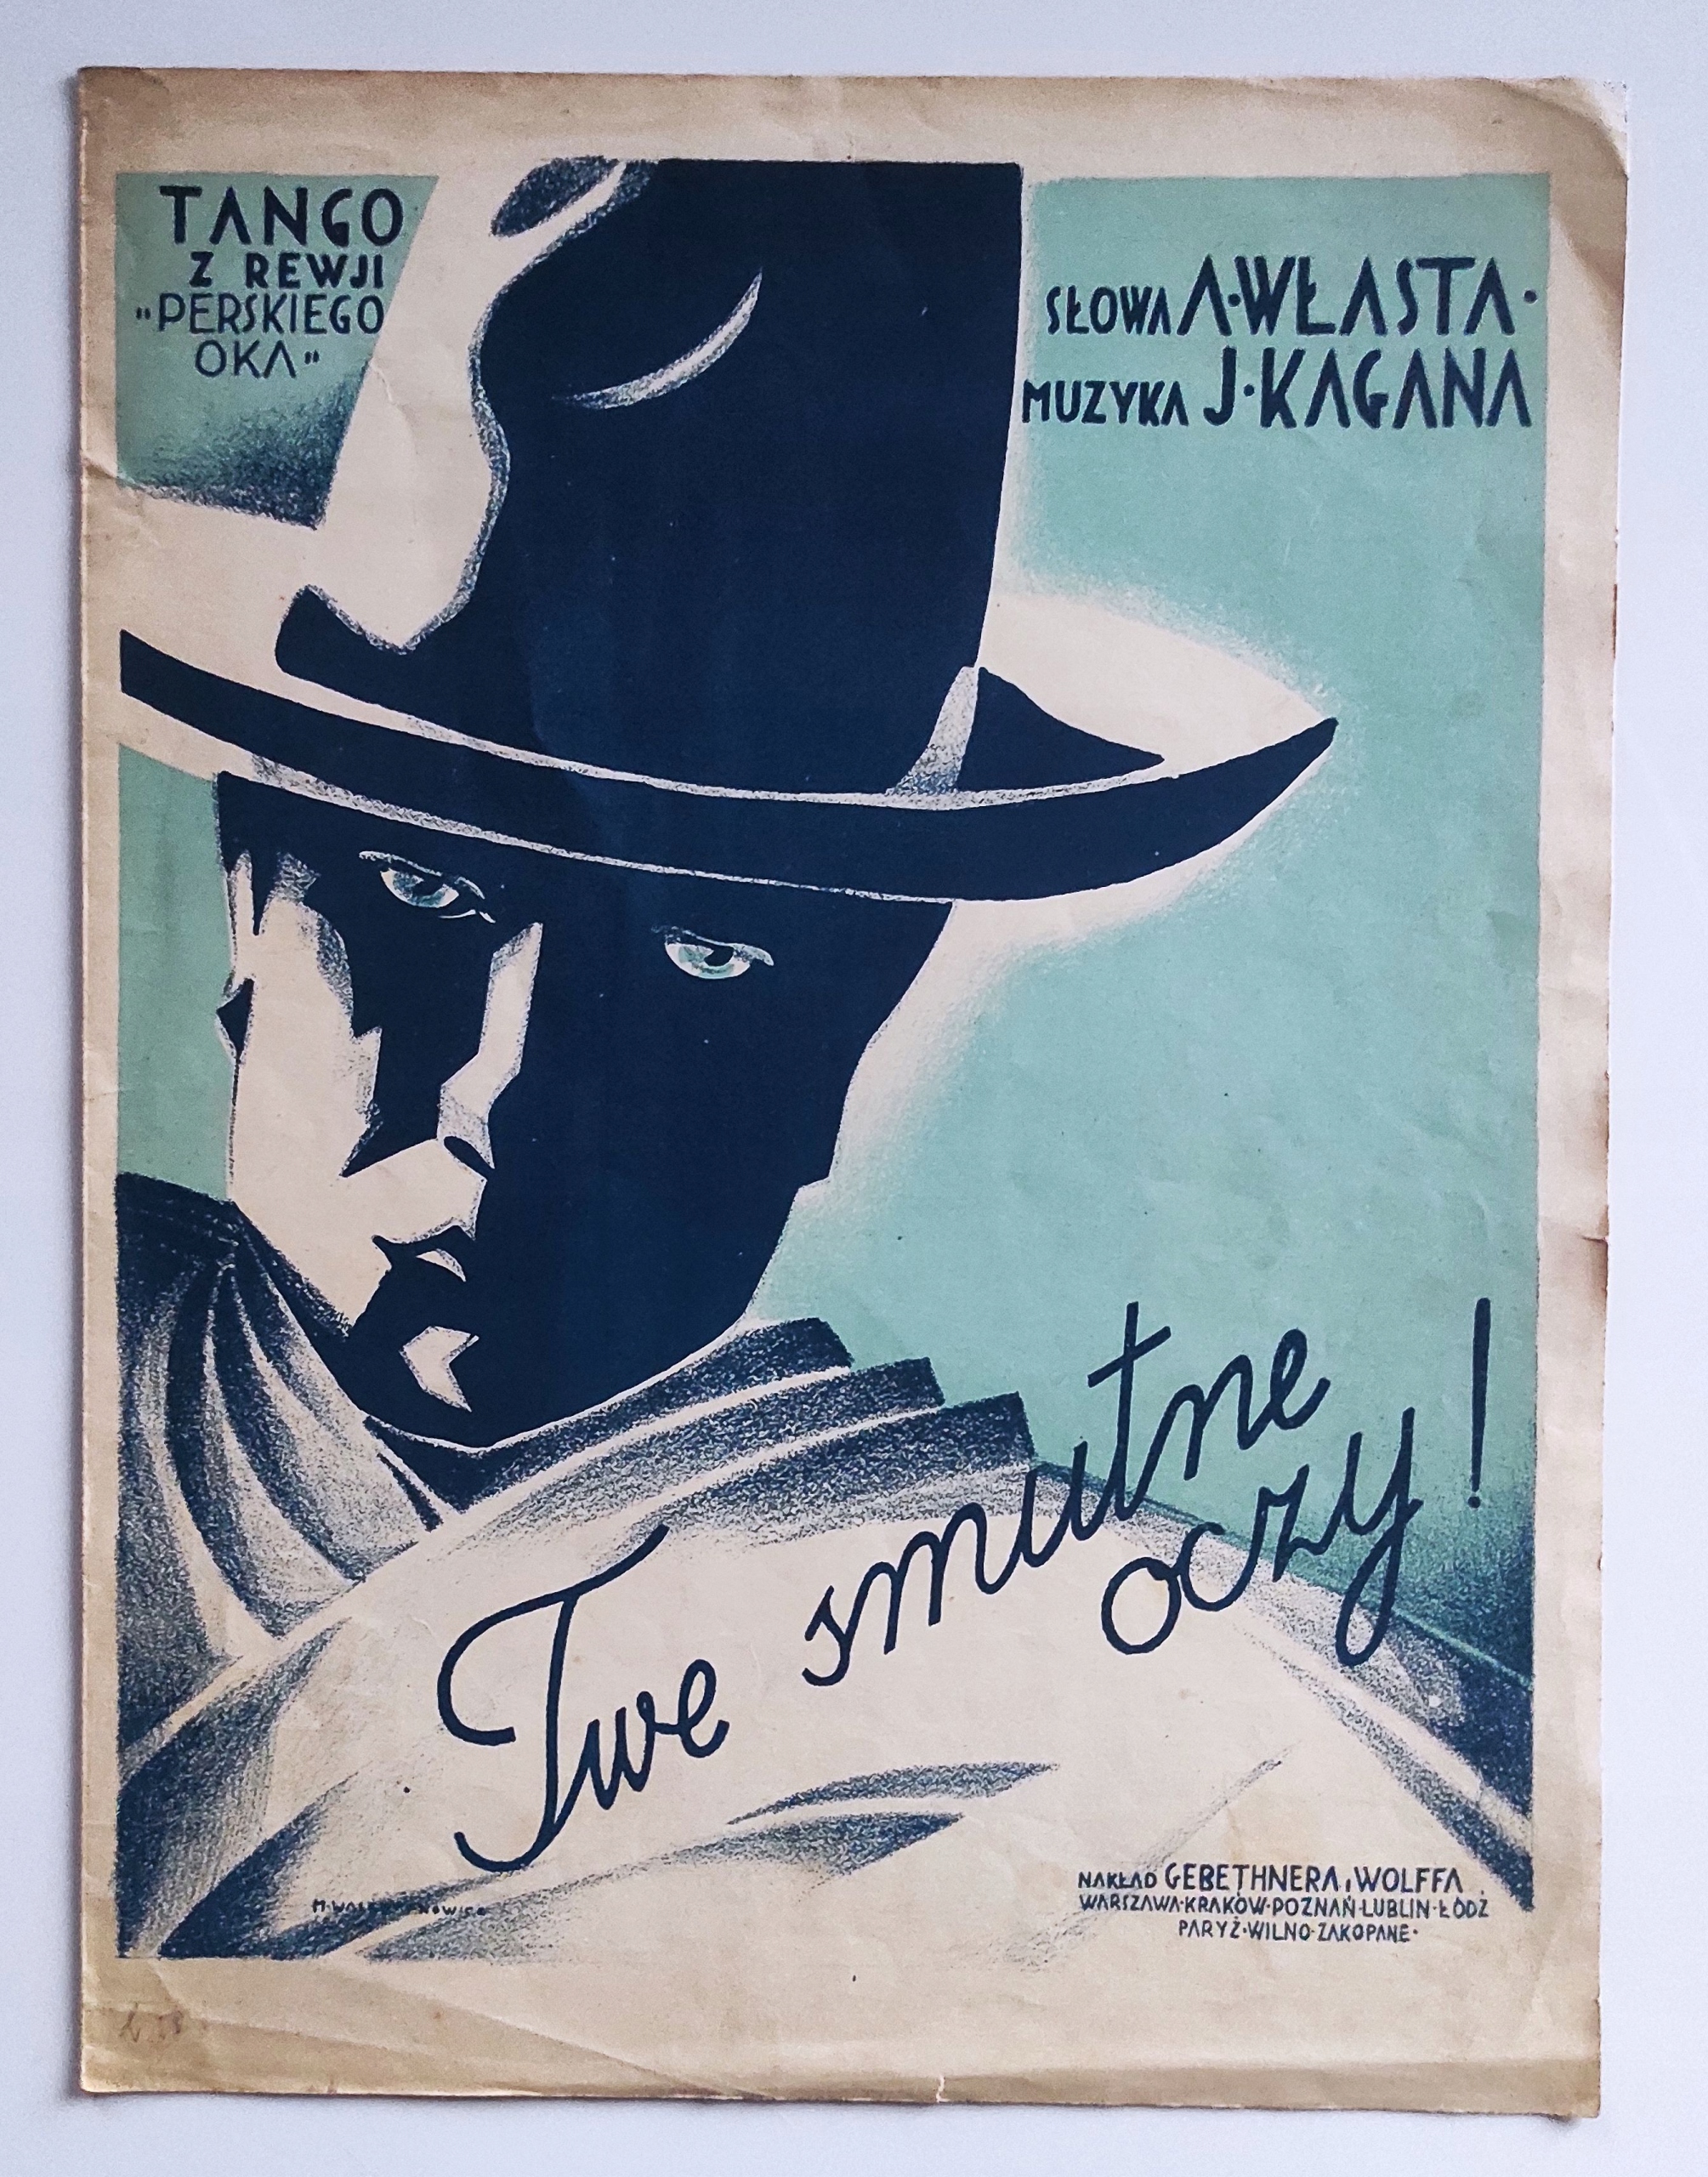 TANGO
Z REWJI
"PERSKIEGO
OKA"
SŁOWA A·WŁASTA·
MUZYKA J·KAGANA
Twe smutne
oczy!
NAKŁAD GEBETHNERA i WOLFFA
WARSZAWA·KRAKÓW·POZNAŃ·LUBLIN·ŁÓDŹ
PARYŻ·WILNO·ZAKOPANE·